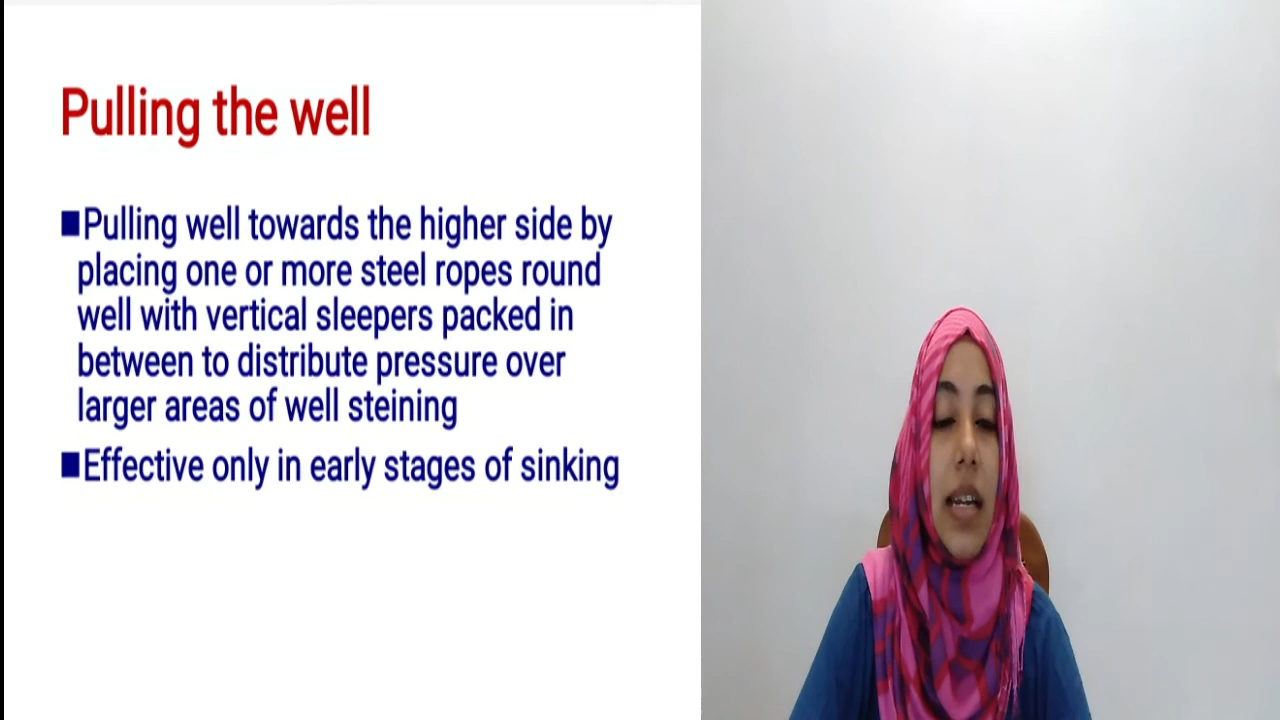 Pulling the well
■Pulling well towards the higher side by
placing one or more steel ropes round
well with vertical sleepers packed in
between to distribute pressure over
larger areas of well steining
■Effective only in early stages of sinking